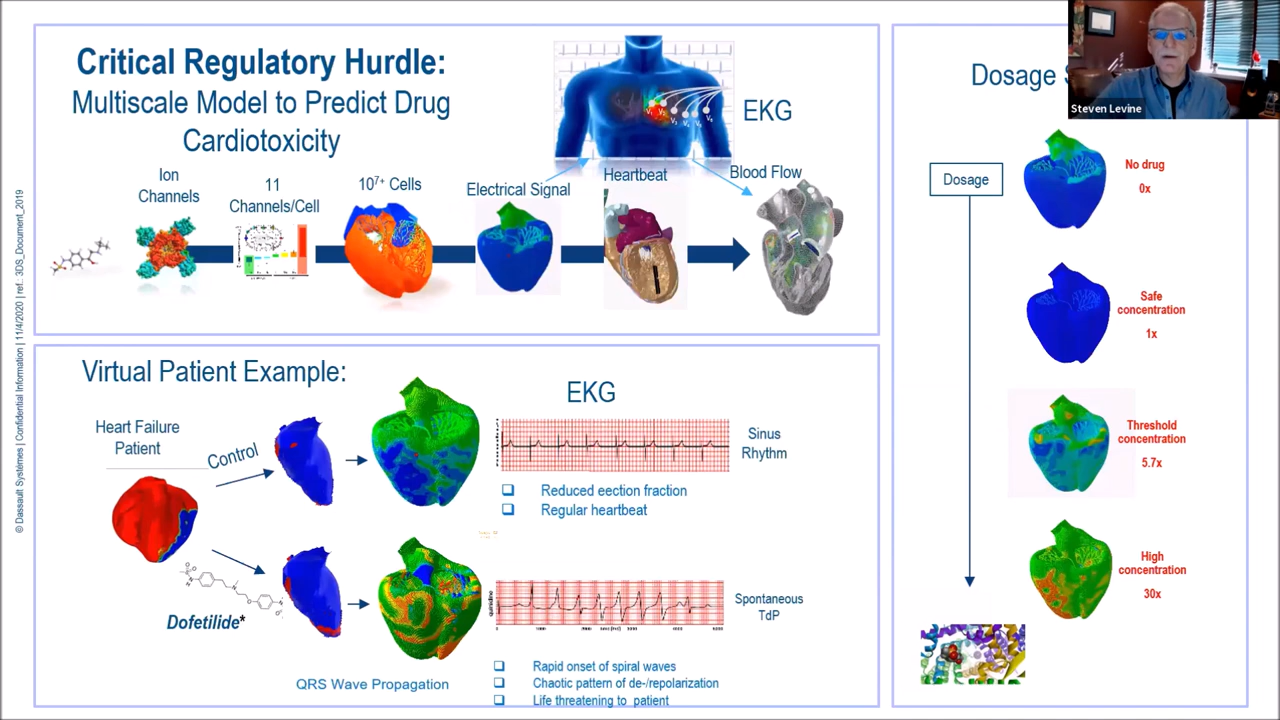 Critical Regulatory Hurdle:
Multiscale Model to Predict Drug
Cardiotoxicity
EKG
Ion
Channels
11
Channels/Cell
10⁷⁺ Cells
Electrical Signal
Heartbeat
Blood Flow
V₁
Virtual Patient Example:
EKG
Heart Failure
Patient
Control
Sinus
Rhythm
❑ Reduced eection fraction
❑ Regular heartbeat
Dofetilide*
quinidine
Spontaneous
TdP
QRS Wave Propagation
❑ Rapid onset of spiral waves
❑ Chaotic pattern of de-/repolarization
❑ Life threatening to patient
Dosage
Steven Levine
Dosage
No drug
0x
Safe
concentration
1x
Threshold
concentration
5.7x
High
concentration
30x
© Dassault Systèmes | Confidential Information | 11/4/2020 | ref.: 3DS_Document_2019